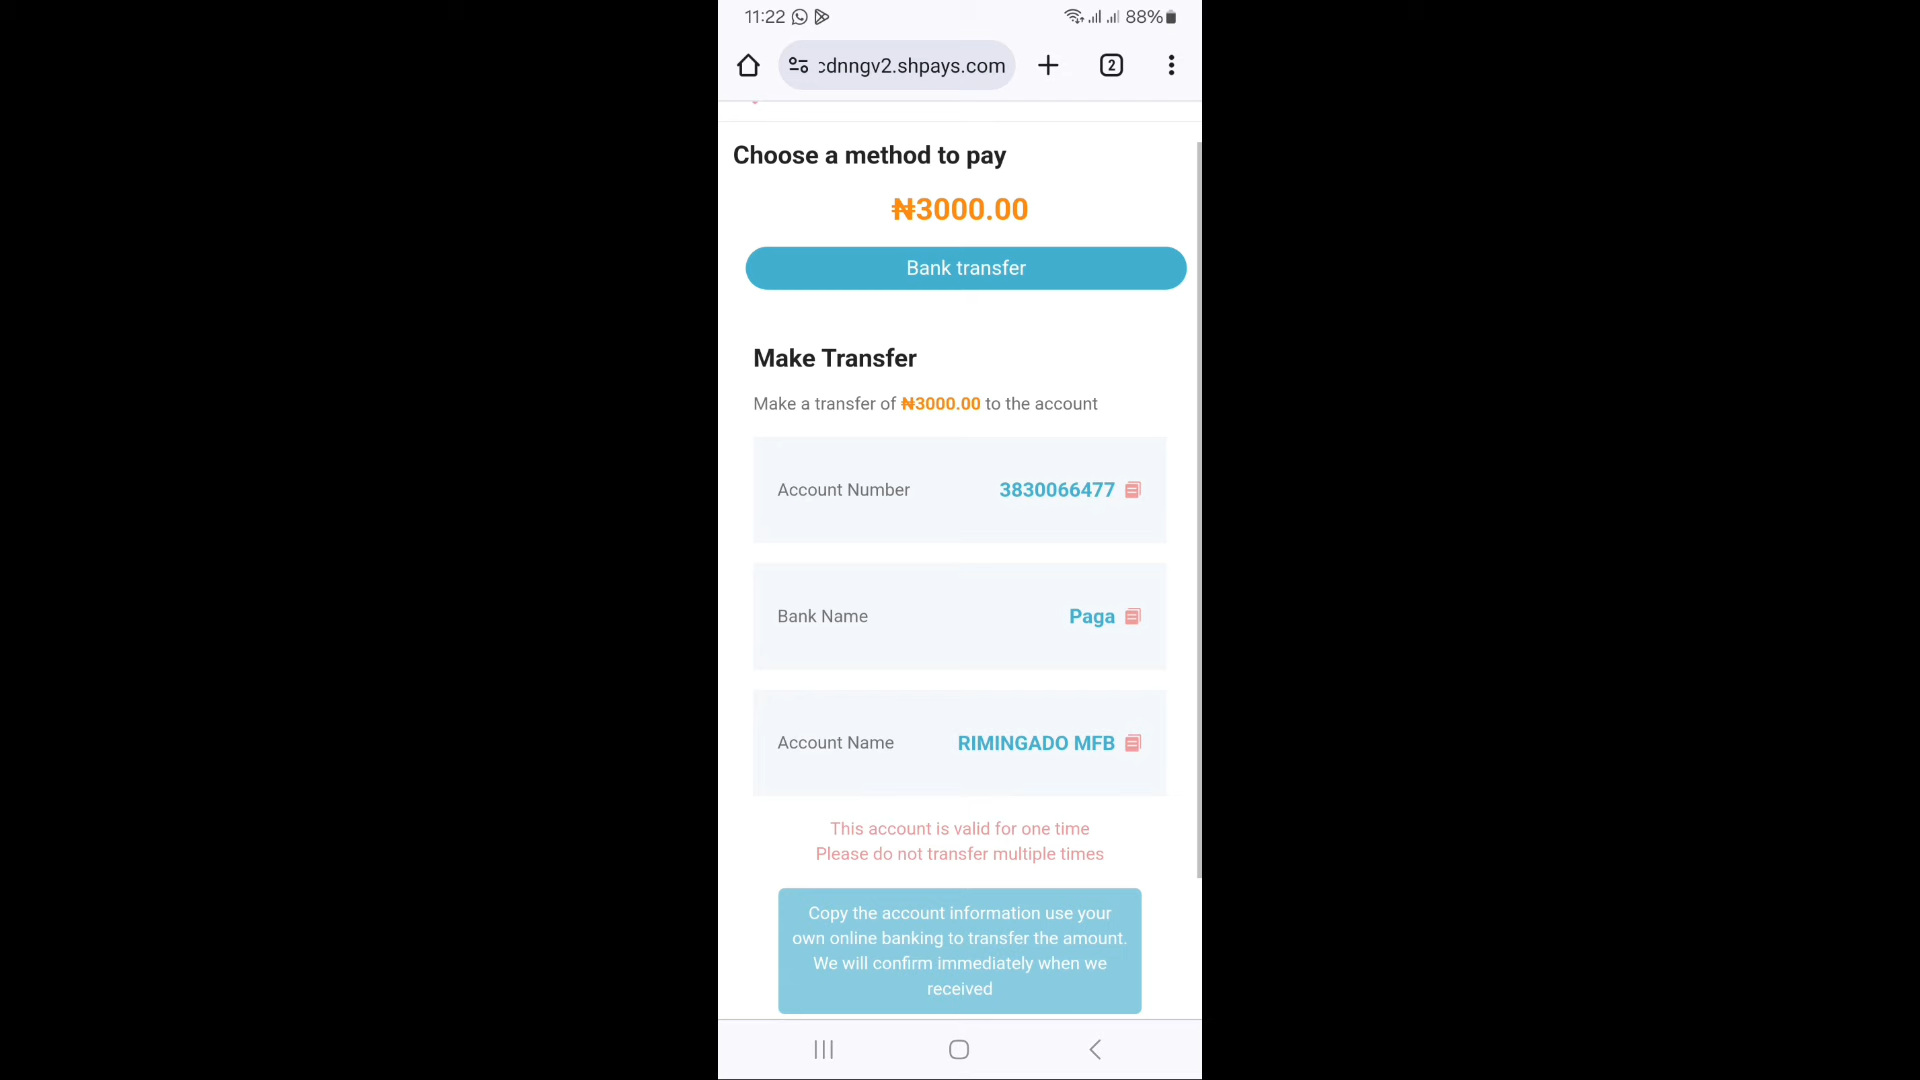 11:22
88%
cdnngv2.shpays.com
2
Choose a method to pay
₦3000.00
Bank transfer
Make Transfer
Make a transfer of ₦3000.00 to the account
Account Number 3830066477
Bank Name Paga
Account Name RIMINGADO MFB
This account is valid for one time
Please do not transfer multiple times
Copy the account information use your
own online banking to transfer the amount.
We will confirm immediately when we
received